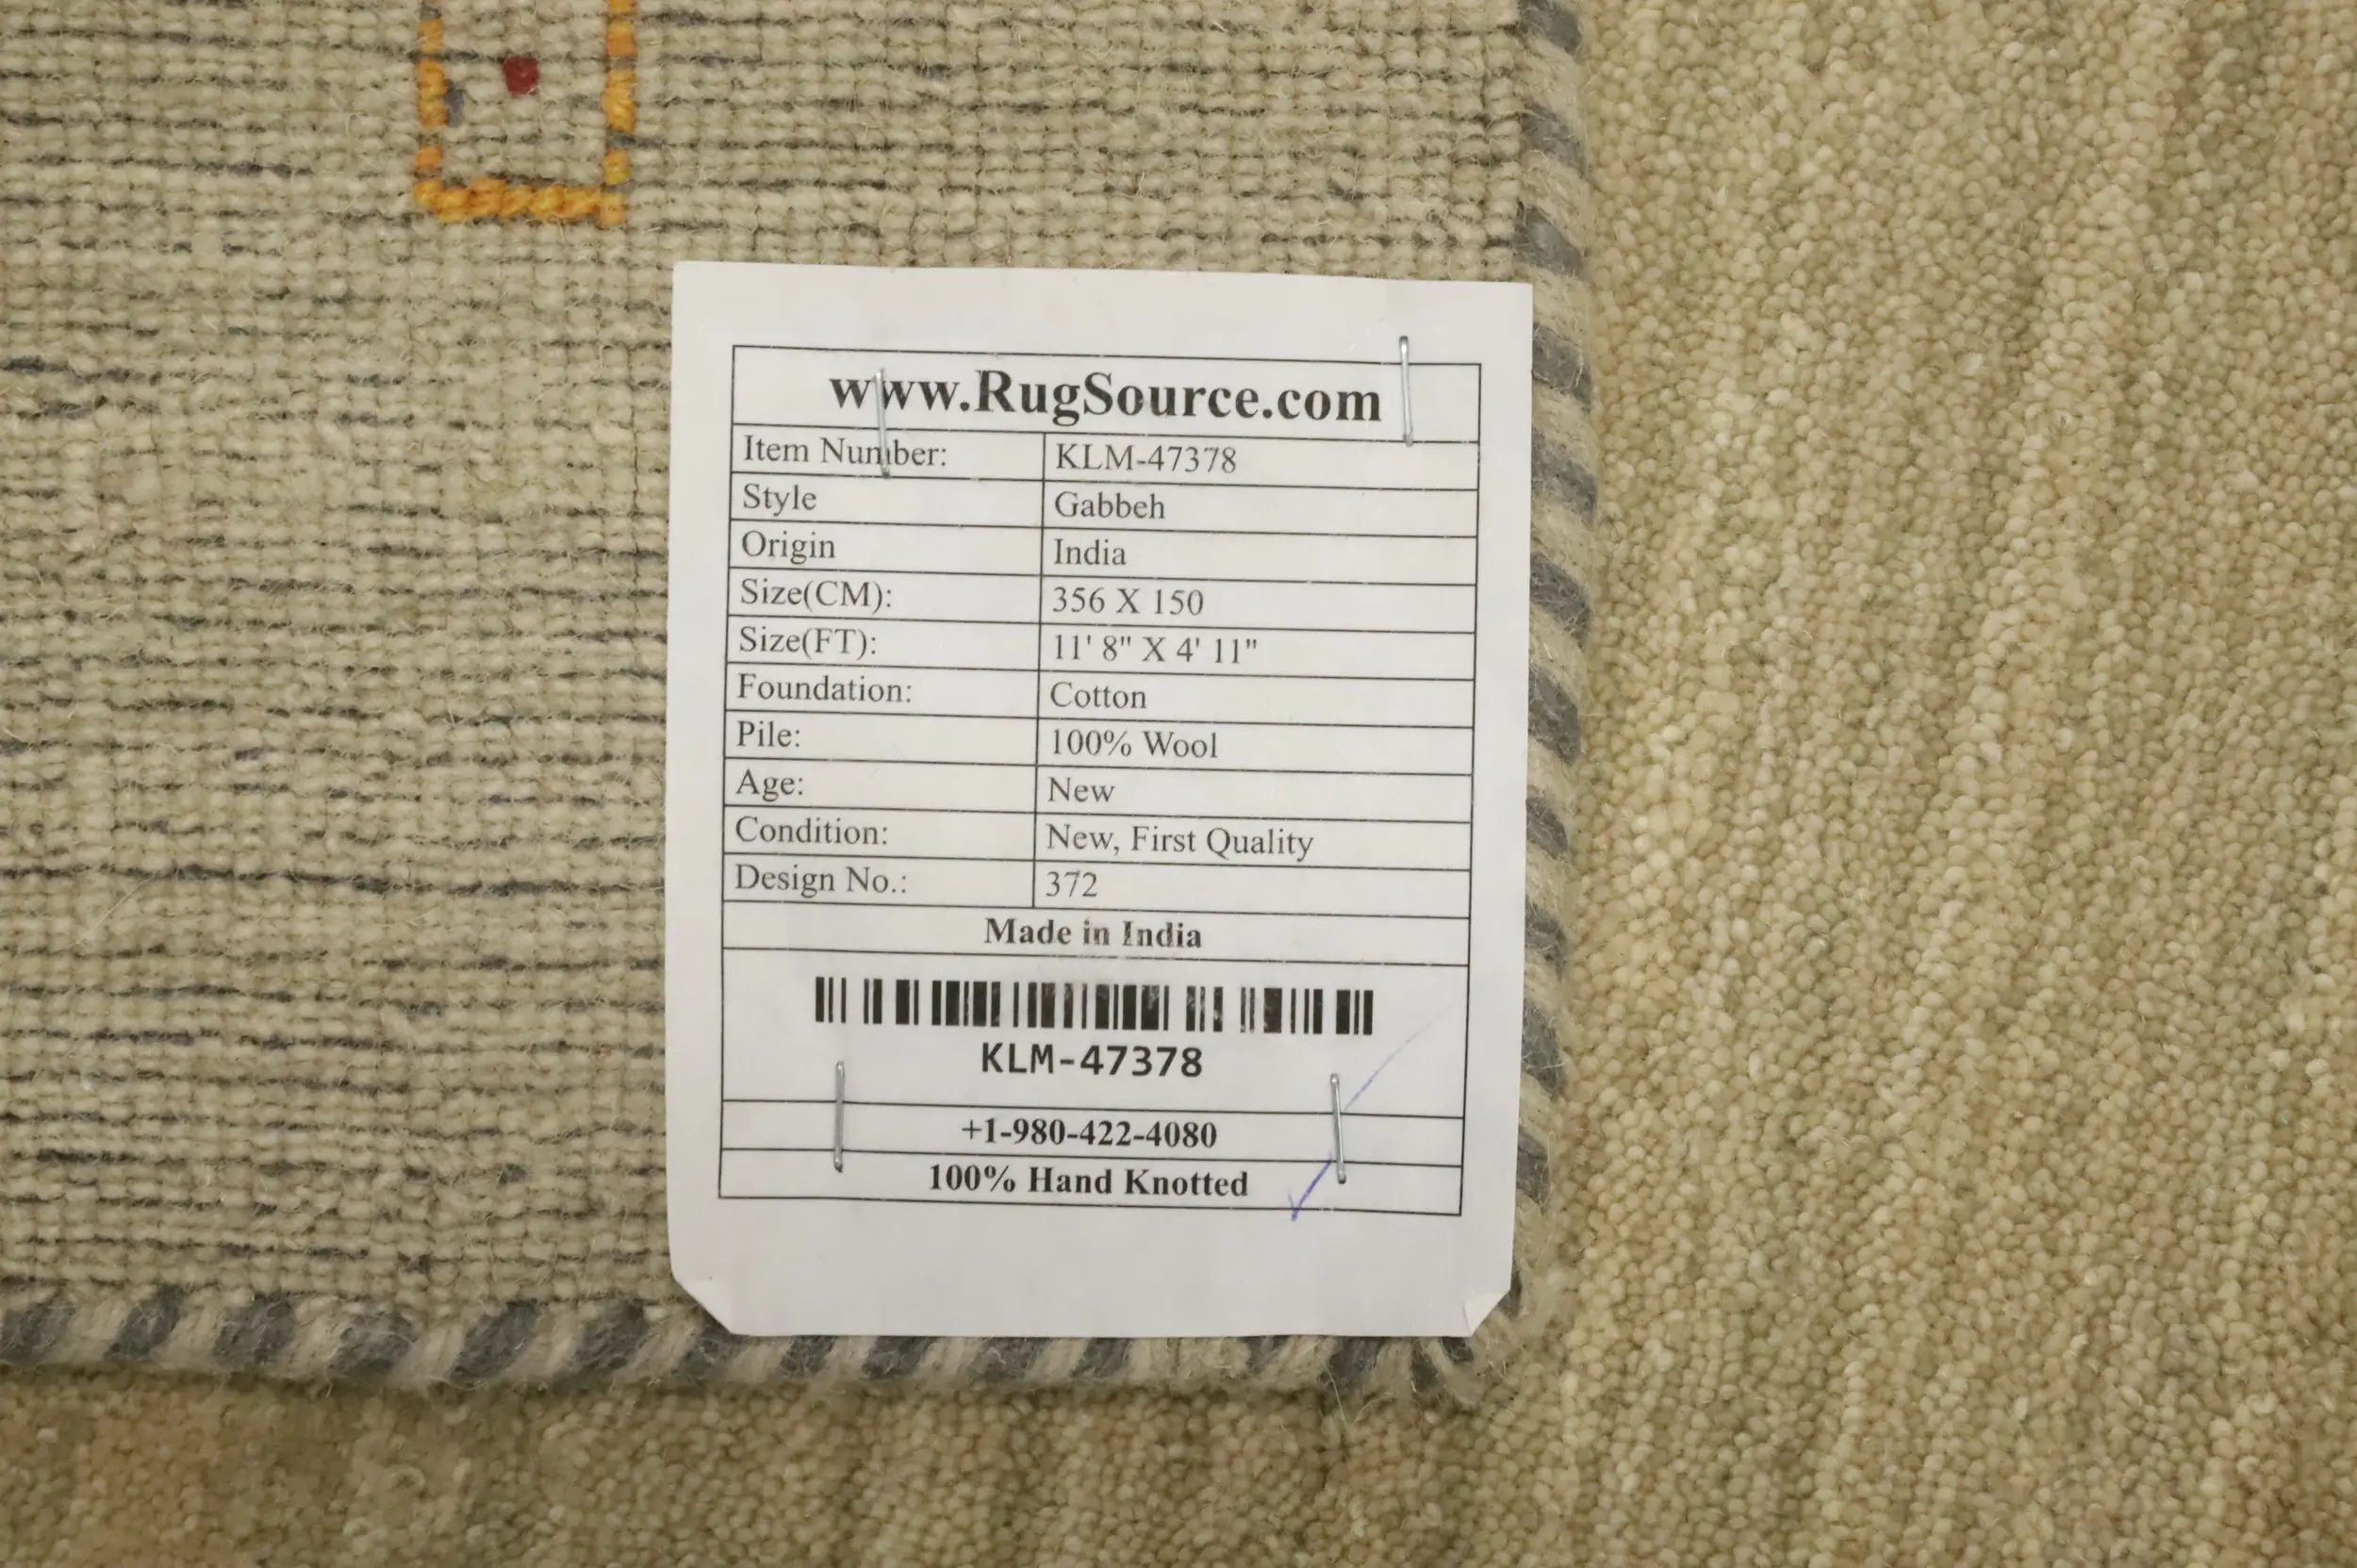 www.RugSource.com
Item Number: KLM-47378
Style Gabbeh
Origin India
Size(CM): 356 X 150
Size(FT): 11' 8" X 4' 11"
Foundation: Cotton
Pile: 100% Wool
Age: New
Condition: New, First Quality
Design No.: 372
Made in India
KLM-47378
+1-980-422-4080
100% Hand Knotted